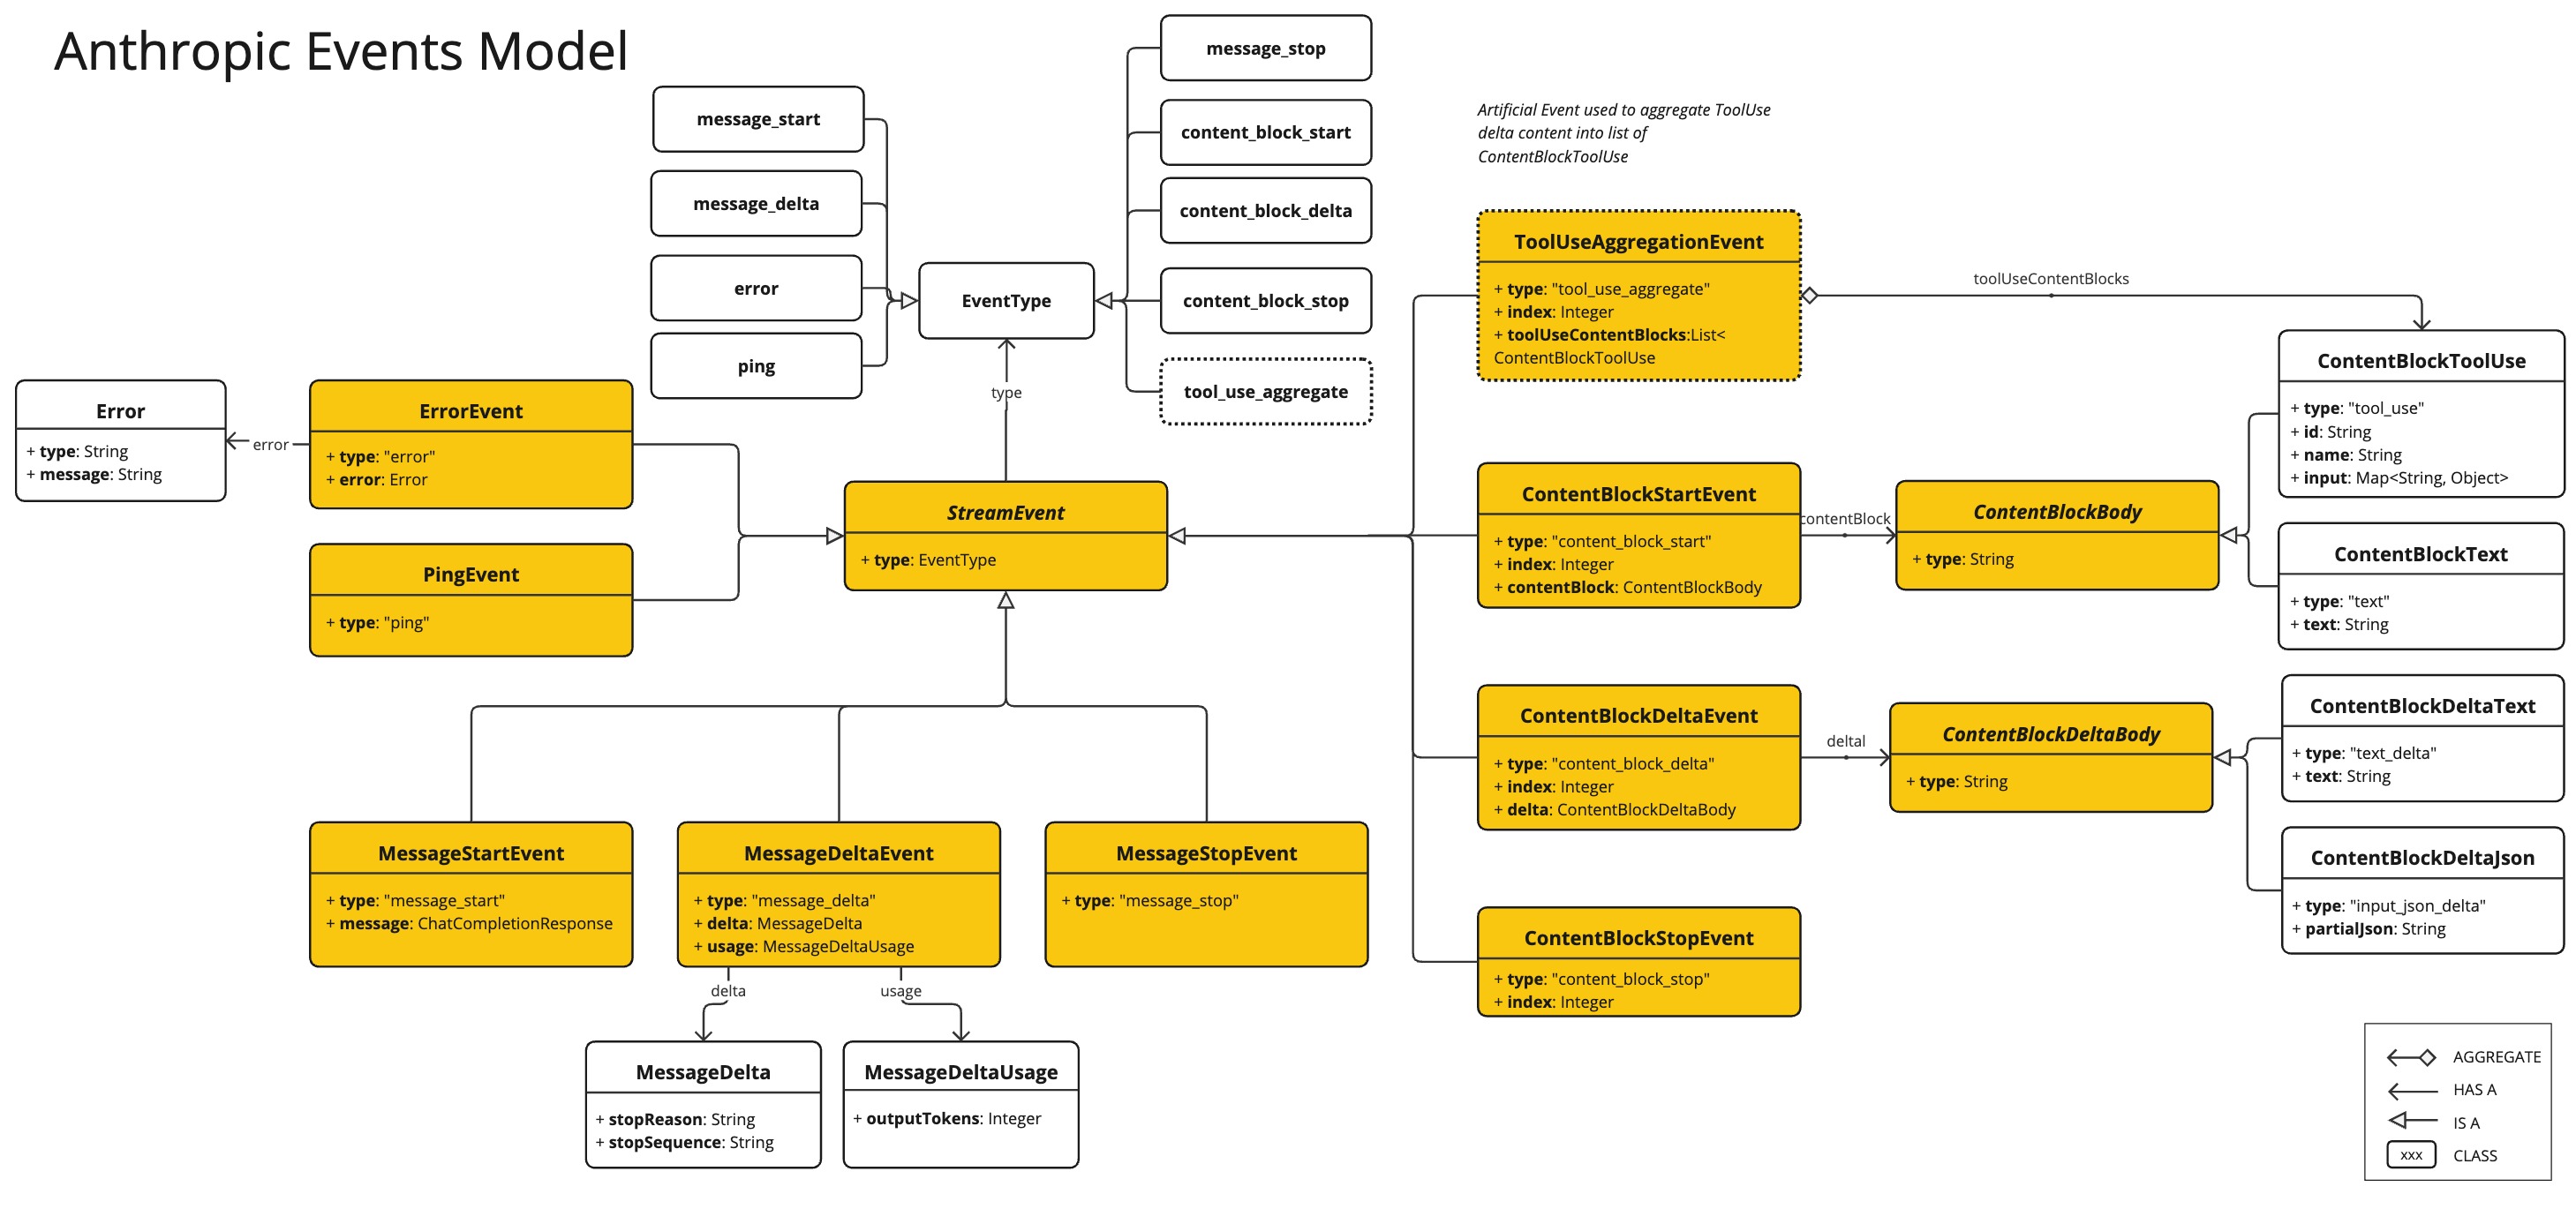 Anthropic Events Model
message_start
message_delta
error
ping
EventType
message_stop
content_block_start
content_block_delta
content_block_stop
tool_use_aggregate
type
Artificial Event used to aggregate ToolUse
delta content into list of
ContentBlockToolUse
ToolUseAggregationEvent
+ type: "tool_use_aggregate"
+ index: Integer
+ toolUseContentBlocks:List<
ContentBlockToolUse
toolUseContentBlocks
ContentBlockToolUse
+ type: "tool_use"
+ id: String
+ name: String
+ input: Map<String, Object>
Error
+ type: String
+ message: String
error
ErrorEvent
+ type: "error"
+ error: Error
PingEvent
+ type: "ping"
StreamEvent
+ type: EventType
ContentBlockStartEvent
+ type: "content_block_start"
+ index: Integer
+ contentBlock: ContentBlockBody
contentBlock
ContentBlockBody
+ type: String
ContentBlockText
+ type: "text"
+ text: String
ContentBlockDeltaEvent
+ type: "content_block_delta"
+ index: Integer
+ delta: ContentBlockDeltaBody
deltal
ContentBlockDeltaBody
+ type: String
ContentBlockDeltaText
+ type: "text_delta"
+ text: String
ContentBlockDeltaJson
+ type: "input_json_delta"
+ partialJson: String
MessageStartEvent
+ type: "message_start"
+ message: ChatCompletionResponse
MessageDeltaEvent
+ type: "message_delta"
+ delta: MessageDelta
+ usage: MessageDeltaUsage
MessageStopEvent
+ type: "message_stop"
ContentBlockStopEvent
+ type: "content_block_stop"
+ index: Integer
delta
usage
MessageDelta
+ stopReason: String
+ stopSequence: String
MessageDeltaUsage
+ outputTokens: Integer
AGGREGATE
HAS A
IS A
xxx CLASS